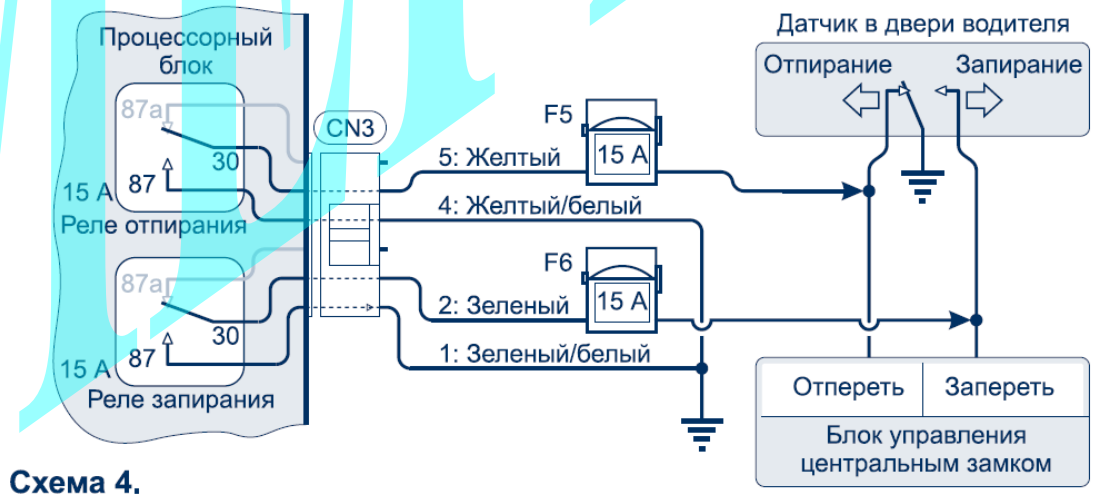 Датчик в двери водителя
Процессорный
блок
Отпирание
Запирание
87a
CN3
F5
15 A
5: Желтый
30
15 A
87
4: Желтый/белый
Реле отпирания
F6
87a
15 A
2: Зеленый
30
87
1: Зеленый/белый
15 A
Отпереть
Запереть
Реле запирания
Блок управления
центральным замком
Схема 4.